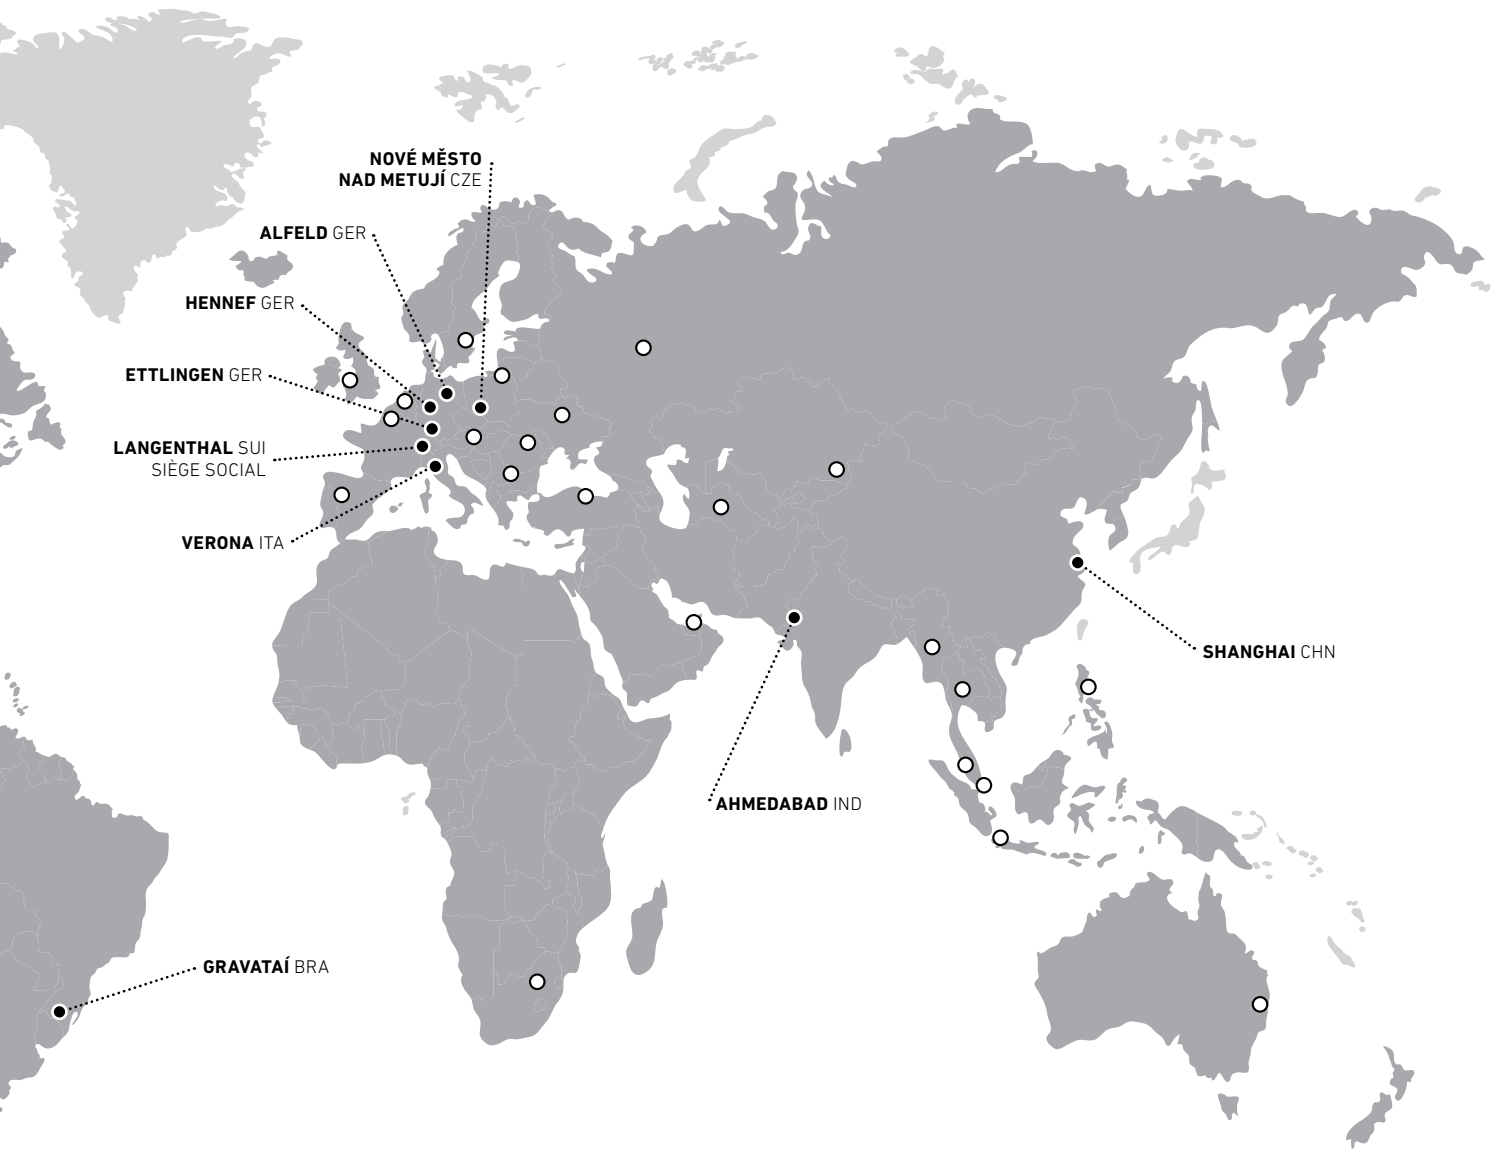 NOVÉ MĚSTO
NAD METUJÍ CZE
ALFELD GER
HENNEF GER
ETTLINGEN GER
LANGENTHAL SUI
SIÈGE SOCIAL
VERONA ITA
SHANGHAI CHN
AHMEDABAD IND
GRAVATAÍ BRA